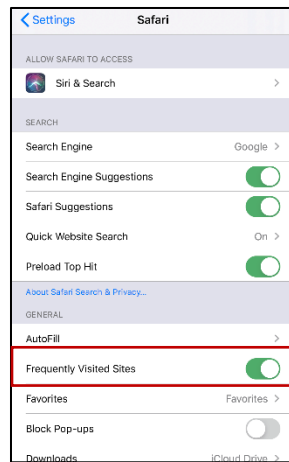 Settings Safari
ALLOW SAFARI TO ACCESS
Siri & Search
SEARCH
Search Engine Google
Search Engine Suggestions
Safari Suggestions
Quick Website Search On
Preload Top Hit
About Safari Search & Privacy...
GENERAL
AutoFill
Frequently Visited Sites
Favorites Favorites
Block Pop-ups
Downloads iCloud Drive